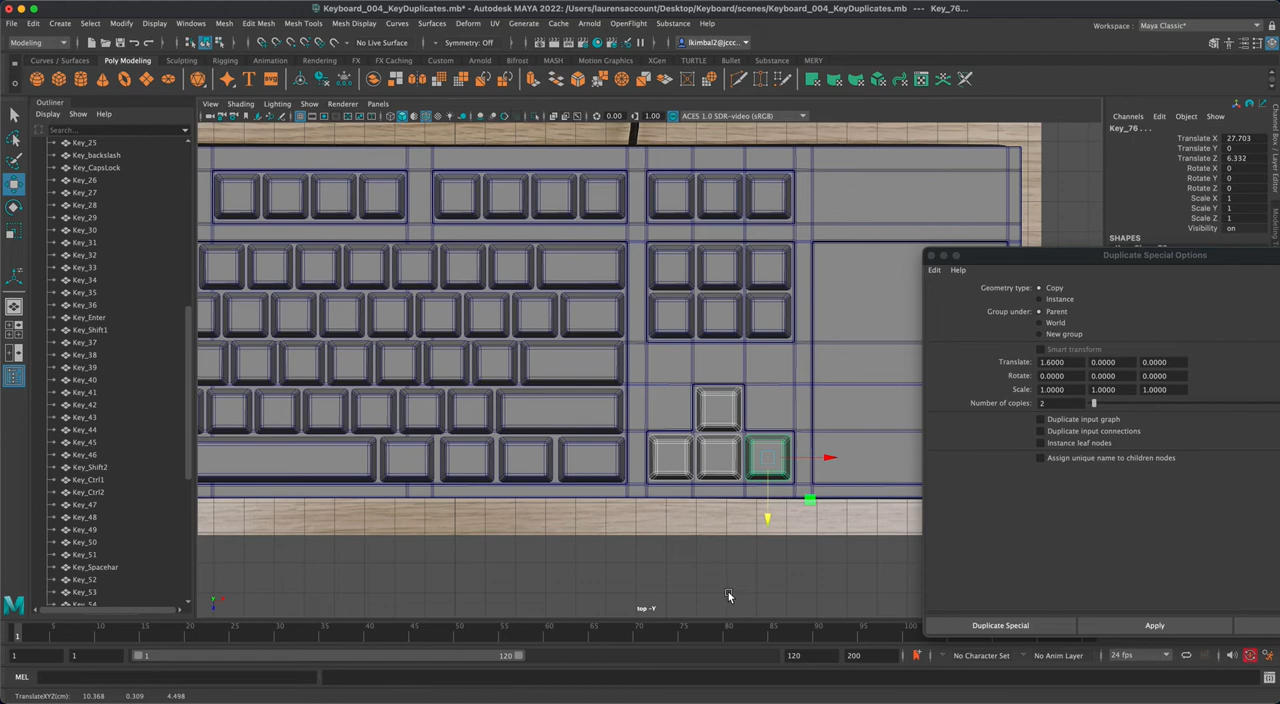 Keyboard_004_KeyDuplicates.mb* - Autodesk MAYA 2022: /Users/laurensaccount/Desktop/Keyboard/scenes/Keyboard_004_KeyDuplicates.mb --- Key_76...
File Edit Create Select Modify Display Windows Mesh Edit Mesh Mesh Tools Mesh Display Curves Surfaces Deform UV Generate Cache Arnold OpenFlight Substance Help
Workspace : Maya Classic*
Modeling No Live Surface Symmetry: Off lkimbal2@jccc...
Curves / Surfaces Poly Modeling Sculpting Rigging Animation Rendering FX FX Caching Custom Arnold Bifrost MASH Motion Graphics XGen TURTLE Bullet Substance MERY
T SVG
Outliner
Display Show Help
Search...
Key_25
Key_backslash
Key_CapsLock
Key_26
Key_27
Key_28
Key_29
Key_30
Key_31
Key_32
Key_33
Key_34
Key_35
Key_36
Key_Enter
Key_Shift1
Key_37
Key_38
Key_39
Key_40
Key_41
Key_42
Key_43
Key_44
Key_45
Key_46
Key_Shift2
Key_Ctrl1
Key_Ctrl2
Key_47
Key_48
Key_49
Key_50
Key_51
Key_Spacebar
Key_52
Key_53
Key_54
View Shading Lighting Show Renderer Panels
0.00 1.00 ACES 1.0 SDR-video (sRGB)
top -Y
Channels Edit Object Show
Key_76 ...
Translate X 27.703
Translate Y 0
Translate Z 6.332
Rotate X 0
Rotate Y 0
Rotate Z 0
Scale X 1
Scale Y 1
Scale Z 1
Visibility on
SHAPES
Channel Box / Layer Editor
Duplicate Special Options
Edit Help
Geometry type: Copy
Instance
Group under: Parent
World
New group
Smart transform
Translate: 1.6000 0.0000 0.0000
Rotate: 0.0000 0.0000 0.0000
Scale: 1.0000 1.0000 1.0000
Number of copies: 2
Duplicate input graph
Duplicate input connections
Instance leaf nodes
Assign unique name to children nodes
Duplicate Special Apply
1 5 10 15 20 25 30 35 40 45 50 55 60 65 70 75 80 85 90 95 100
1 1 1 120 120 200 No Character Set No Anim Layer 24 fps
MEL
TranslateXYZ(cm): 10.368 0.309 4.498